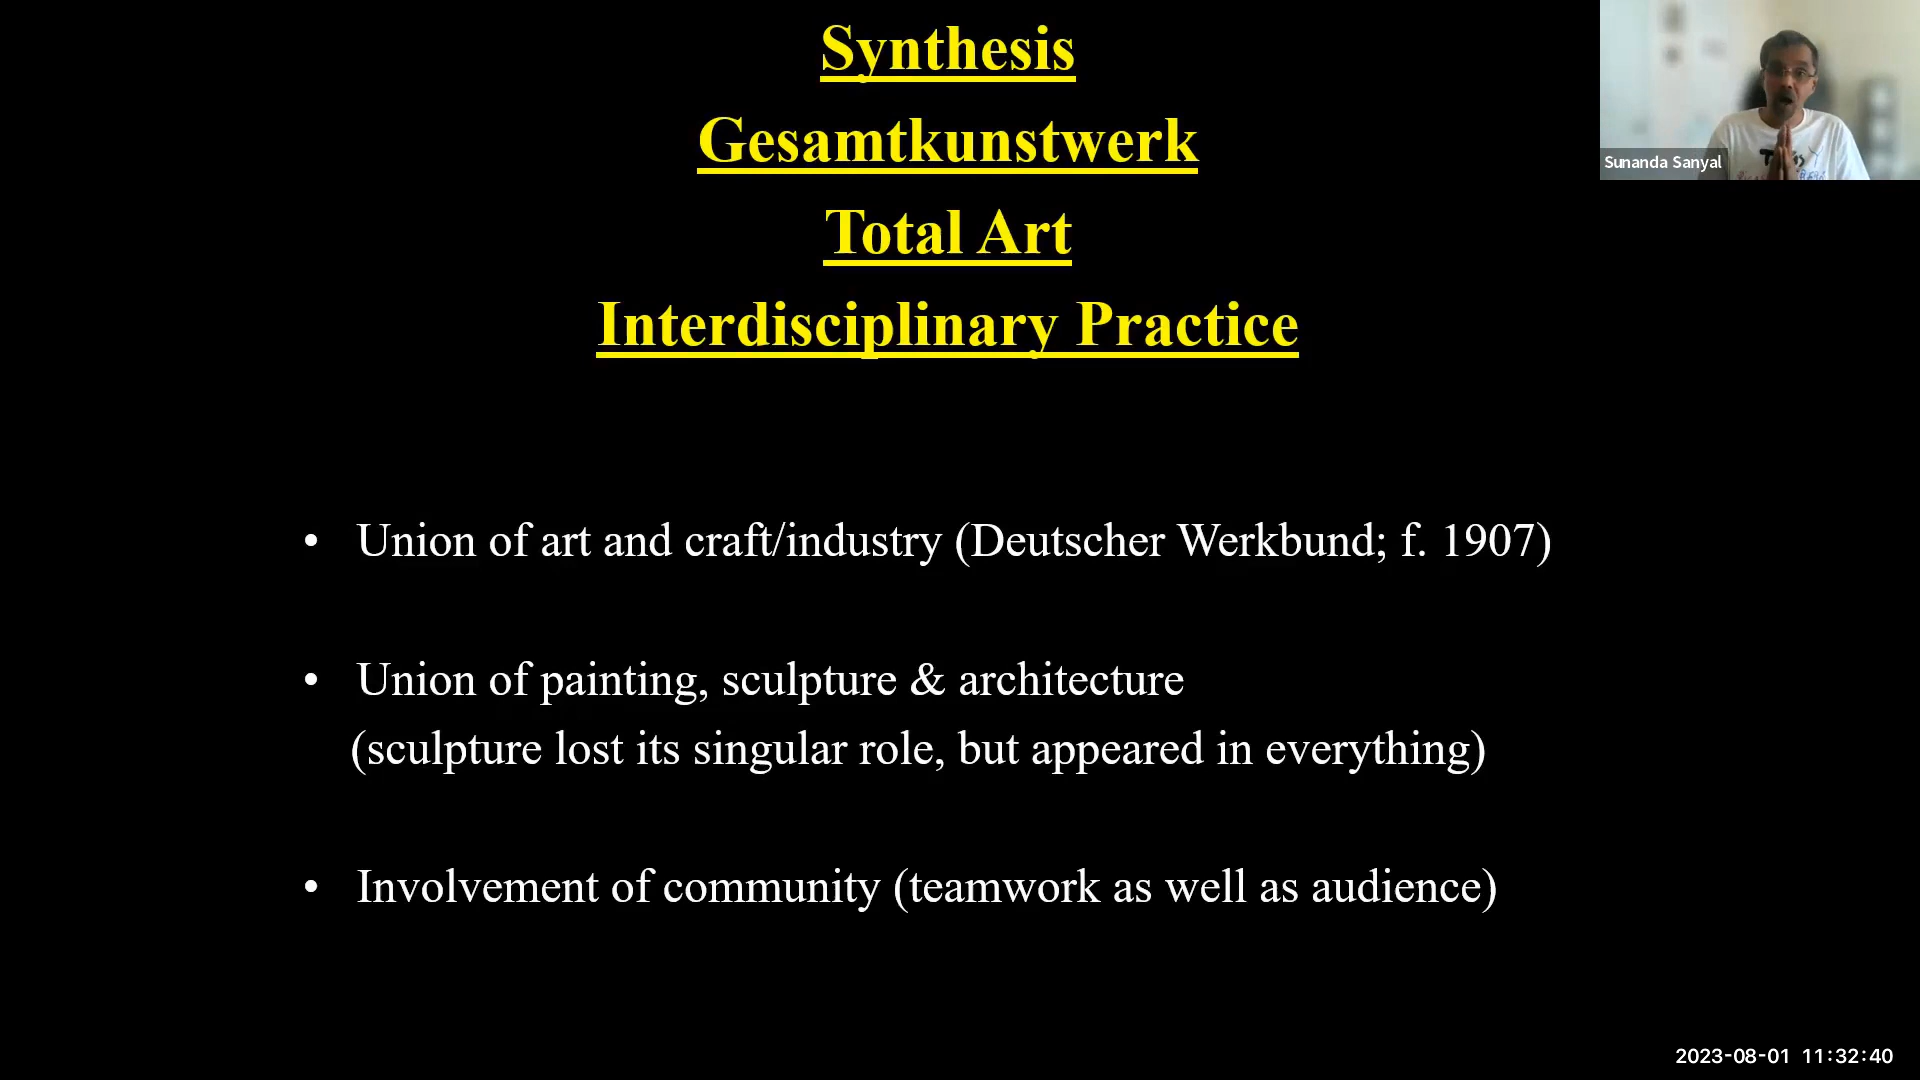 Synthesis
Gesamtkunstwerk
Total Art
Interdisciplinary Practice
Sunanda Sanyal
• Union of art and craft/industry (Deutscher Werkbund; f. 1907)
• Union of painting, sculpture & architecture
(sculpture lost its singular role, but appeared in everything)
• Involvement of community (teamwork as well as audience)
2023-08-01 11:32:40